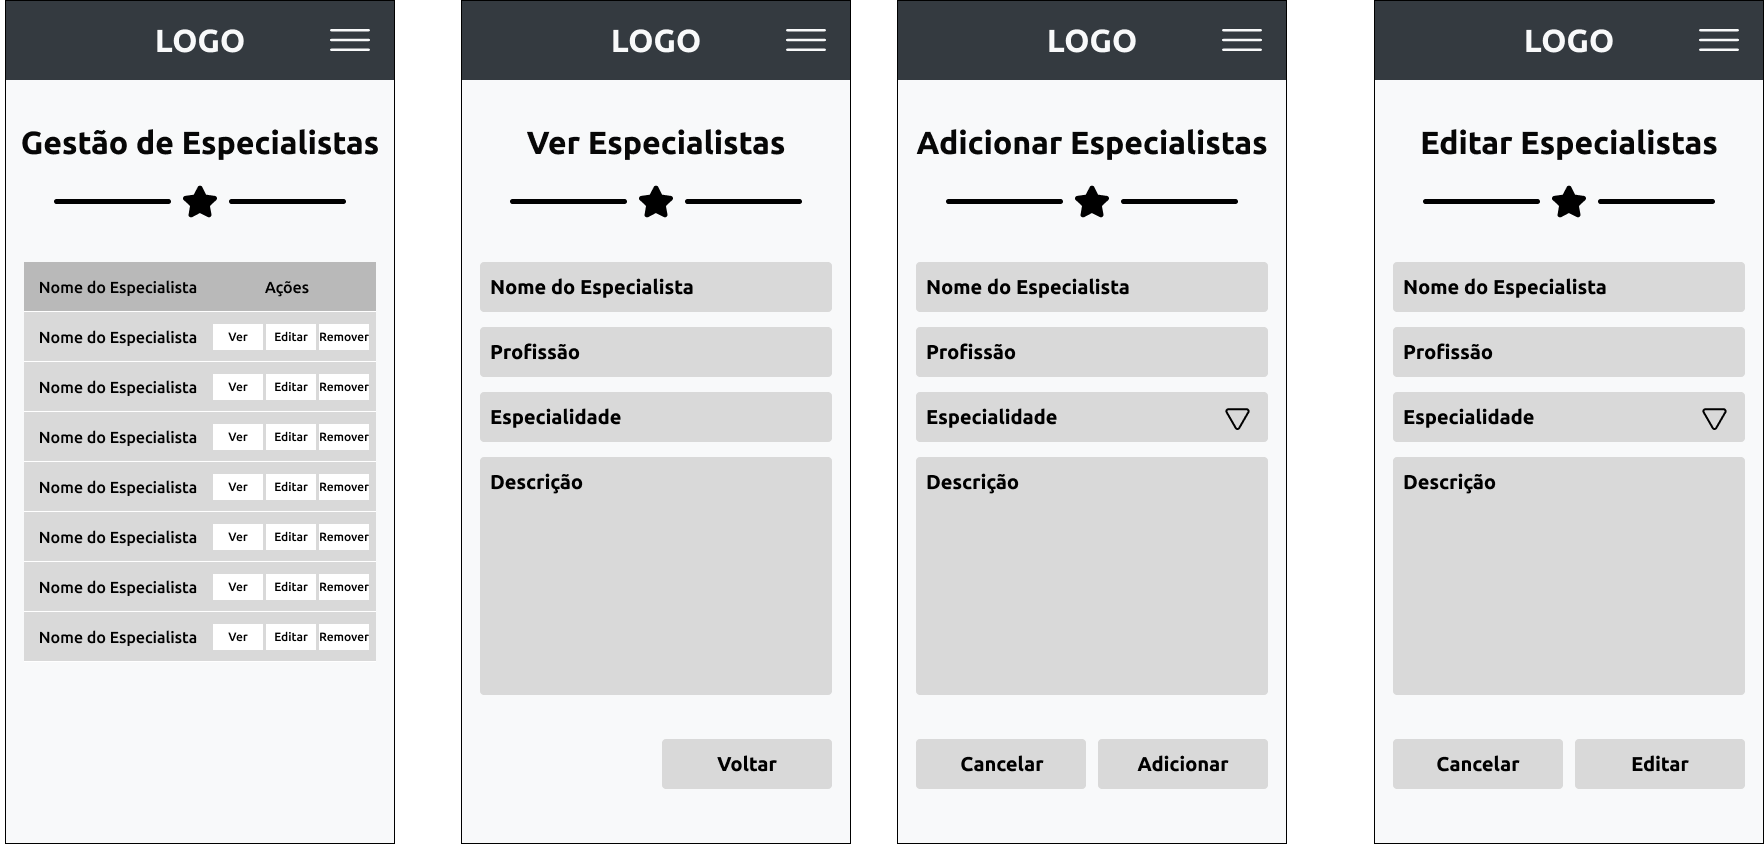 LOGO
Gestão de Especialistas
Nome do Especialista Ações
Nome do Especialista Ver Editar Remover
Nome do Especialista Ver Editar Remover
Nome do Especialista Ver Editar Remover
Nome do Especialista Ver Editar Remover
Nome do Especialista Ver Editar Remover
Nome do Especialista Ver Editar Remover
Nome do Especialista Ver Editar Remover
LOGO
Ver Especialistas
Nome do Especialista
Profissão
Especialidade
Descrição
Voltar
LOGO
Adicionar Especialistas
Nome do Especialista
Profissão
Especialidade
Descrição
Cancelar Adicionar
LOGO
Editar Especialistas
Nome do Especialista
Profissão
Especialidade
Descrição
Cancelar Editar